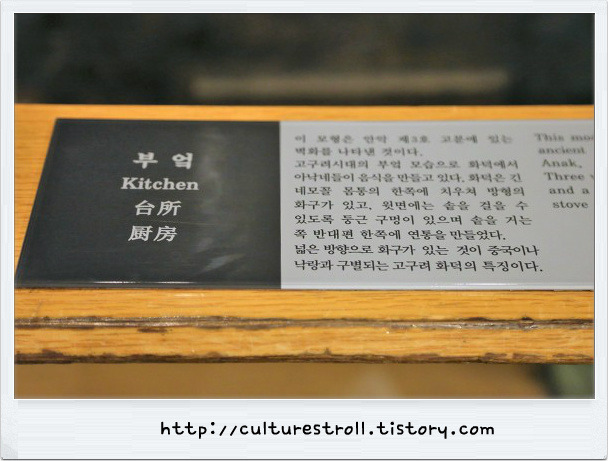 부 엌
Kitchen
台所
厨房
이 모형은 안악 제3호 고분에 있는
벽화를 나타낸 것이다.
고구려시대의 부엌 모습으로 화덕에서
아낙네들이 음식을 만들고 있다. 화덕은 긴
네모꼴 몸통의 한쪽에 치우쳐 방형의
화구가 있고, 윗면에는 솥을 걸을 수
있도록 둥근 구멍이 있으며 솥을 거는
쪽 반대편 한쪽에 연통을 만들었다.
넓은 방향으로 화구가 있는 것이 중국이나
낙랑과 구별되는 고구려 화덕의 특징이다.
This
ancient
Anak.
Three
and a
stove
http://culturestroll.tistory.com